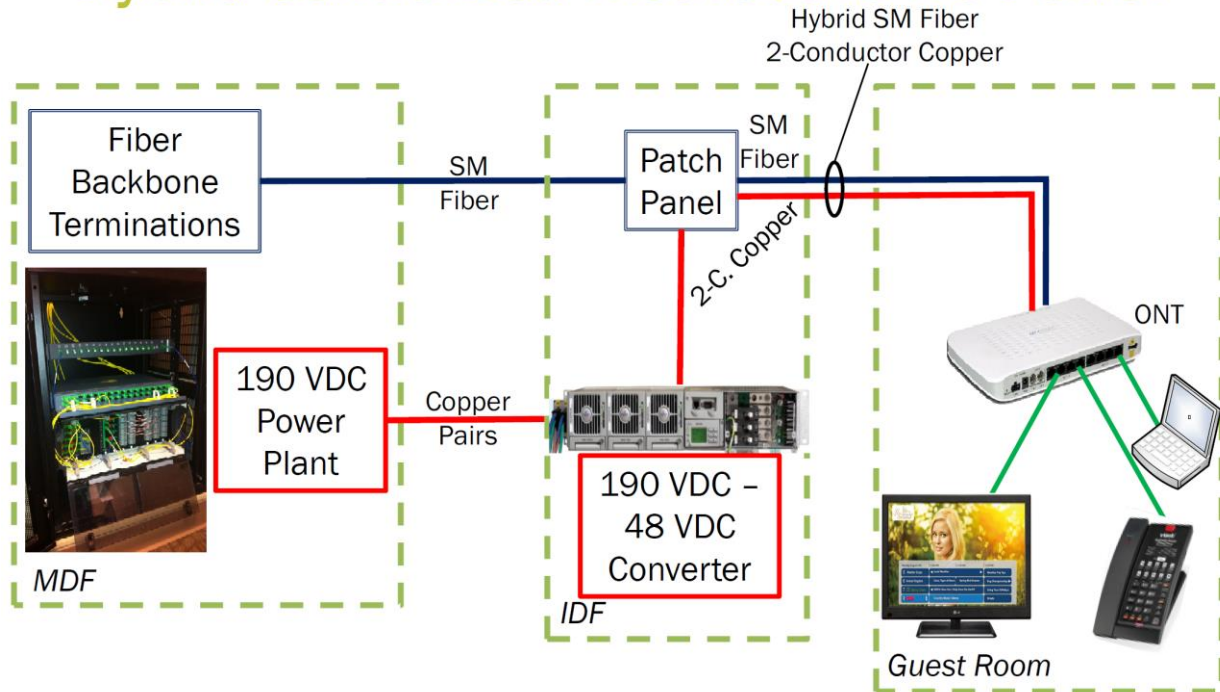 Hybrid SM Fiber
2-Conductor Copper
Fiber
Backbone
Terminations
SM
Fiber
Patch
Panel
SM
Fiber
2-C. Copper
ONT
190 VDC
Power
Plant
Copper
Pairs
190 VDC –
48 VDC
Converter
MDF
IDF
Guest Room